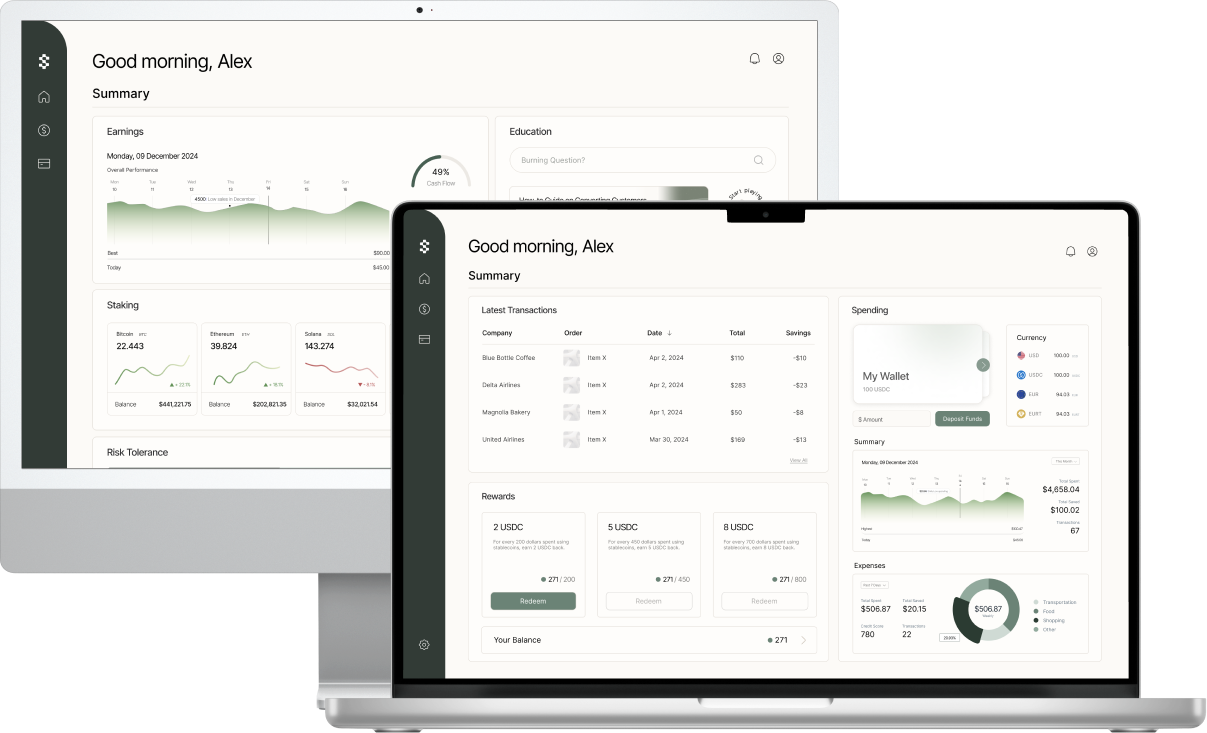 Good morning, Alex
Summary
Earnings
Monday, 09 December 2024
Overall Performance
Mon Tue Wed Thu Fri Sat Sun
10 11 12 13 14 15 16
4500: Low sales in December
49%
Cash Flow
Best $90.00
Today $45.00
Education
Burning Question?
How to Guide on Converting Customers
Start playing
Staking
Bitcoin BTC
22.443
Balance $441,221.75
Ethereum ETH
39.824
Balance $202,821.35
Solana
143.274
Balance $32,021.54
Risk Tolerance
Good morning, Alex
Summary
Latest Transactions
Company Order Date ↓ Total Savings
Blue Bottle Coffee Item X Apr 2, 2024 $110 -$10
Delta Airlines Item X Apr 2, 2024 $283 -$23
Magnolia Bakery Item X Apr 1, 2024 $50 -$8
United Airlines Item X Mar 30, 2024 $169 -$13
View All
Rewards
2 USDC
For every 200 dollars spent using
stablecoins, earn 2 USDC back.
271 / 200
Redeem
5 USDC
For every 450 dollars spent using
stablecoins, earn 5 USDC back.
271 / 450
Redeem
8 USDC
For every 700 dollars spent using
stablecoins, earn 8 USDC back.
271 / 800
Redeem
Your Balance 271
Spending
My Wallet
100 USDC
$ Amount
Deposit Funds
Currency
USD 100.00
USDC 100.00
EUR 94.03
EURT 94.03
Summary
Monday, 09 December 2024
This Month
Total Spent
$4,658.04
Total Saved
$100.02
Transactions
67
Highest
Today
Expenses
Past 7 Days
Total Spent
$506.87
Total Saved
$20.15
Credit Score
780
Transactions
22
$506.87
Weekly
Transportation
Food
Shopping
Other